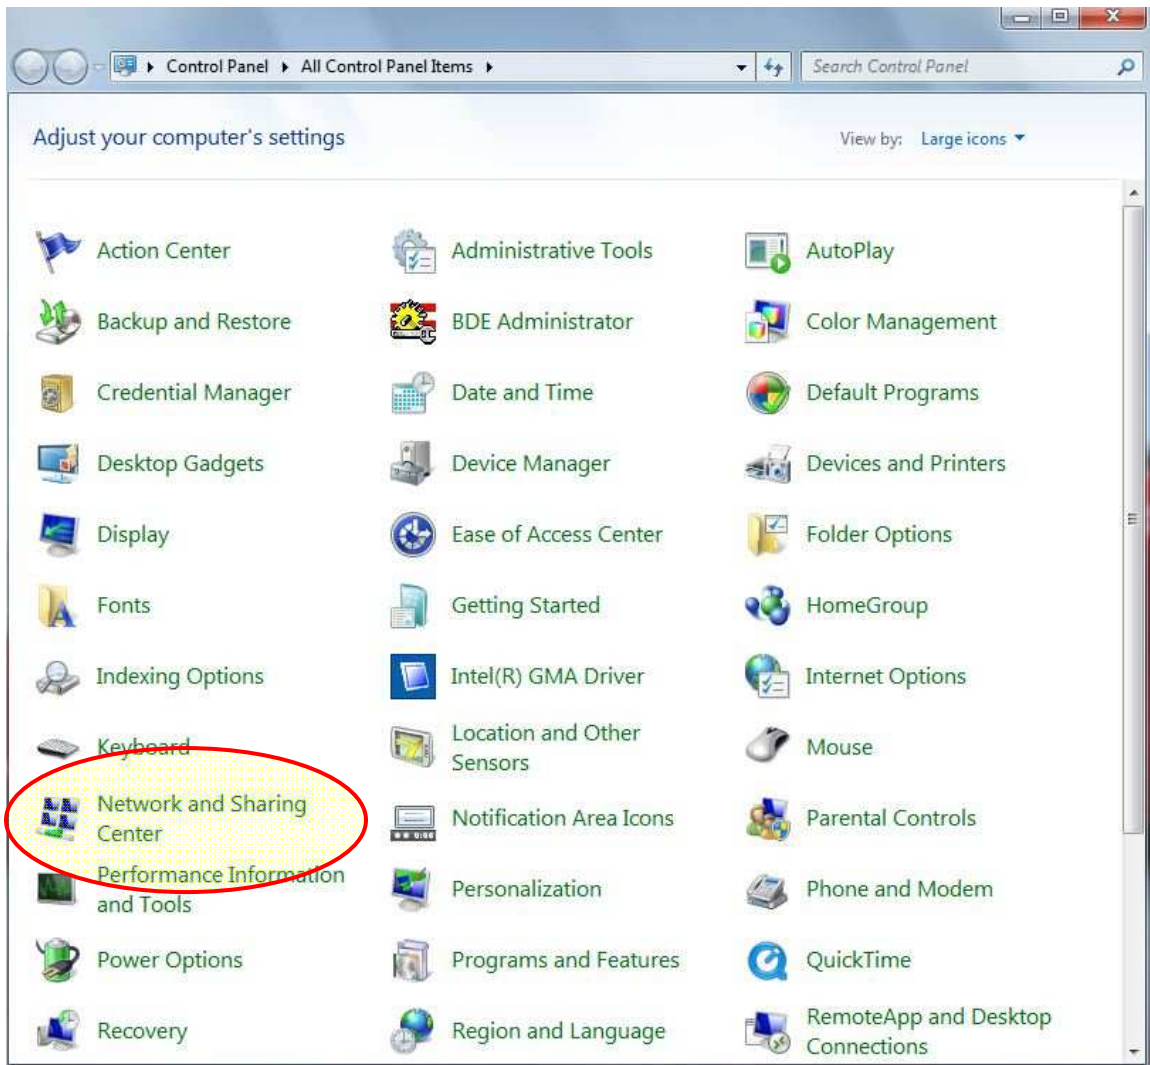 Control Panel All Control Panel Items Search Control Panel
Adjust your computer's settings View by: Large icons
Action Center Administrative Tools AutoPlay
Backup and Restore BDE Administrator Color Management
Credential Manager Date and Time Default Programs
Desktop Gadgets Device Manager Devices and Printers
Display Ease of Access Center Folder Options
Fonts Getting Started HomeGroup
Indexing Options Intel(R) GMA Driver Internet Options
Keyboard
Location and Other
Sensors
Mouse
Network and Sharing
Center
Notification Area Icons Parental Controls
Performance Information
and Tools
Personalization Phone and Modem
Power Options Programs and Features QuickTime
Recovery Region and Language
RemoteApp and Desktop
Connections